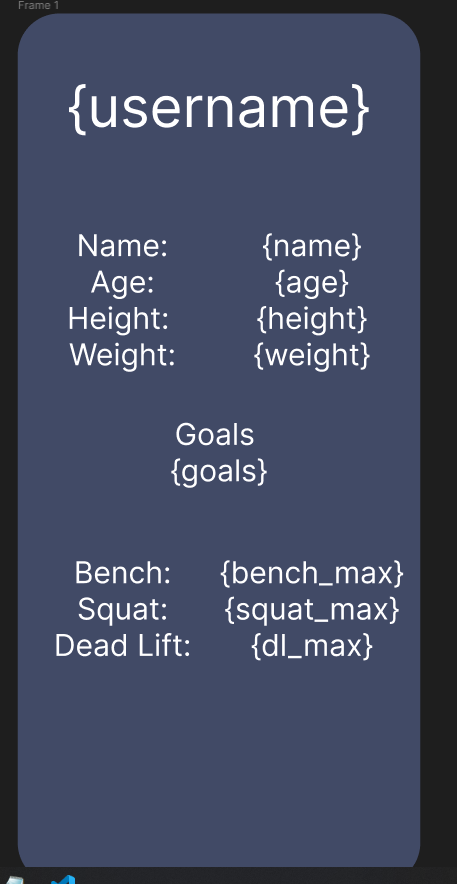 Frame 1
{username}
Name: {name}
Age: {age}
Height: {height}
Weight: {weight}
Goals
{goals}
Bench: {bench_max}
Squat: {squat_max}
Dead Lift: {dl_max}